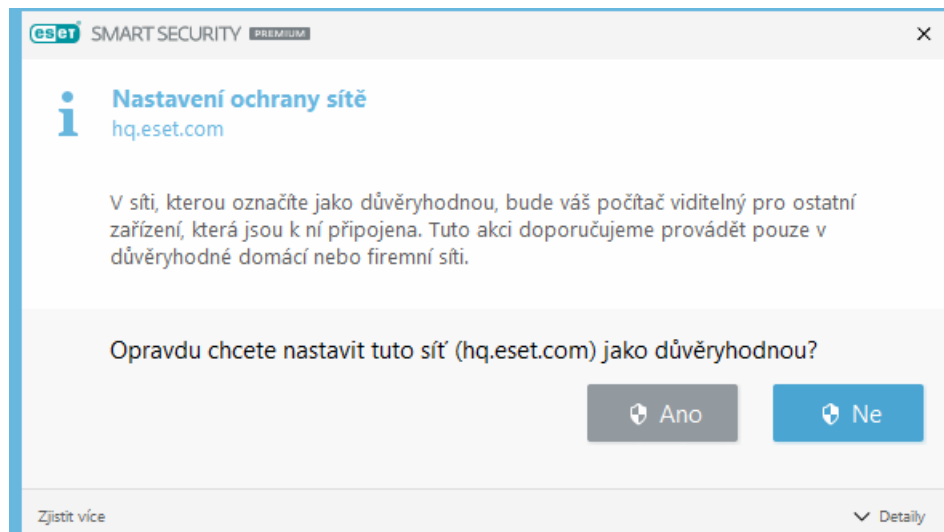 eset SMART SECURITY PREMIUM
Nastavení ochrany sítě
hq.eset.com
V síti, kterou označíte jako důvěryhodnou, bude váš počítač viditelný pro ostatní
zařízení, která jsou k ní připojena. Tuto akci doporučujeme provádět pouze v
důvěryhodné domácí nebo firemní síti.
Opravdu chcete nastavit tuto síť (hq.eset.com) jako důvěryhodnou?
Ano Ne
Zjistit více Detaily